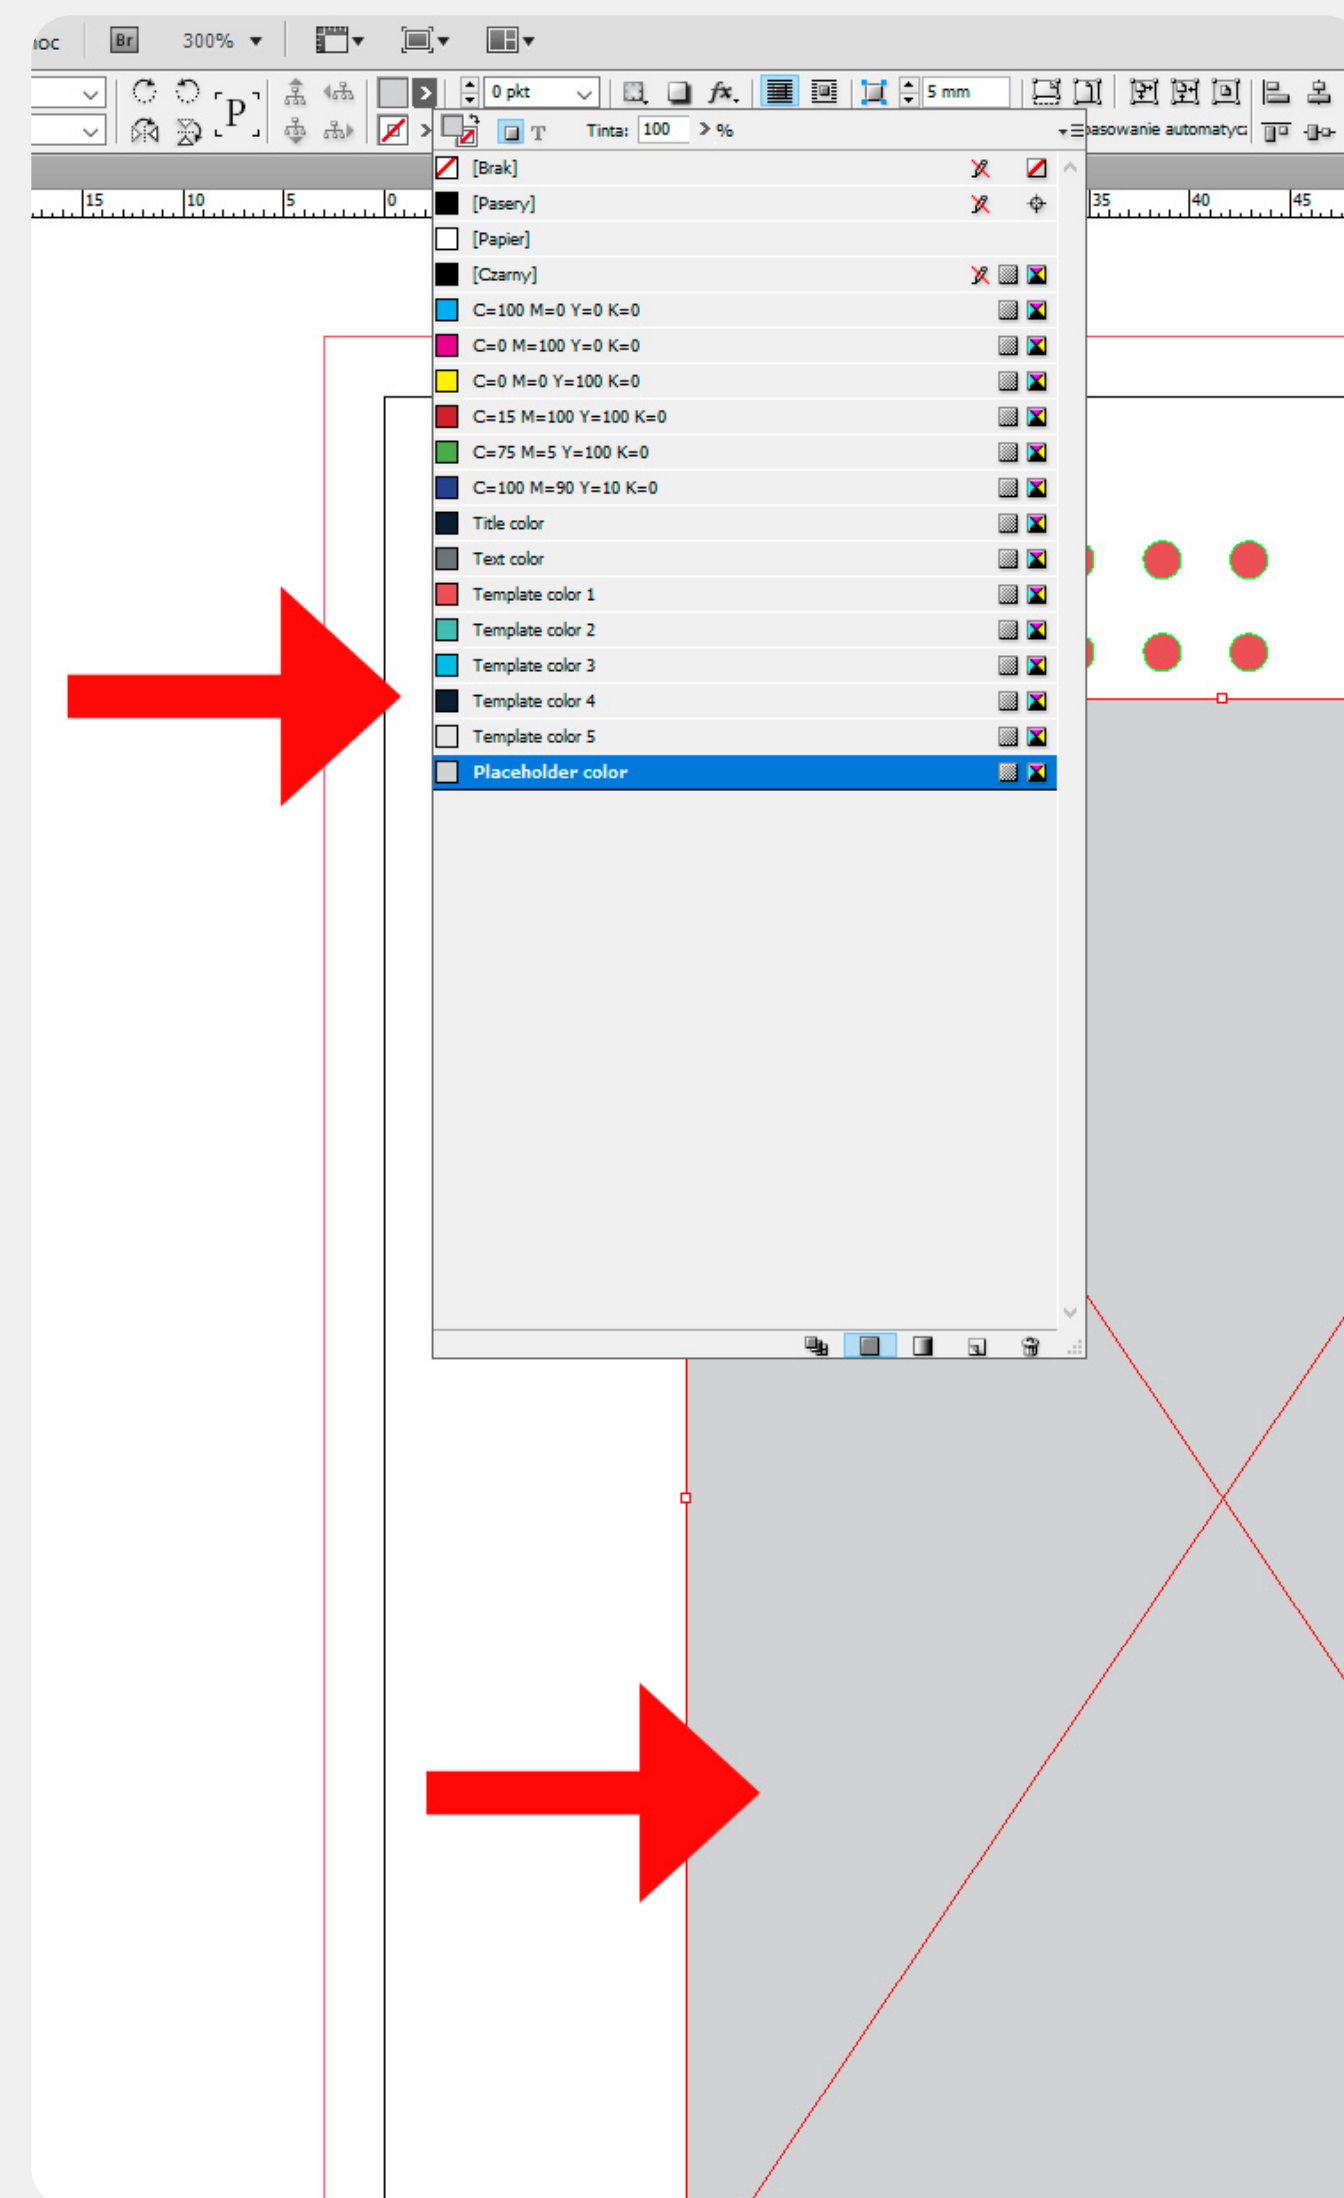 Br 300%
0 pkt 5 mm
P
T Tinta: 100 > % asowanie automatyc
15 10 5 0 35 40 45
[Brak]
[Pasery]
[Papier]
[Czarny]
C=100 M=0 Y=0 K=0
C=0 M=100 Y=0 K=0
C=0 M=0 Y=100 K=0
C=15 M=100 Y=100 K=0
C=75 M=5 Y=100 K=0
C=100 M=90 Y=10 K=0
Title color
Text color
Template color 1
Template color 2
Template color 3
Template color 4
Template color 5
Placeholder color